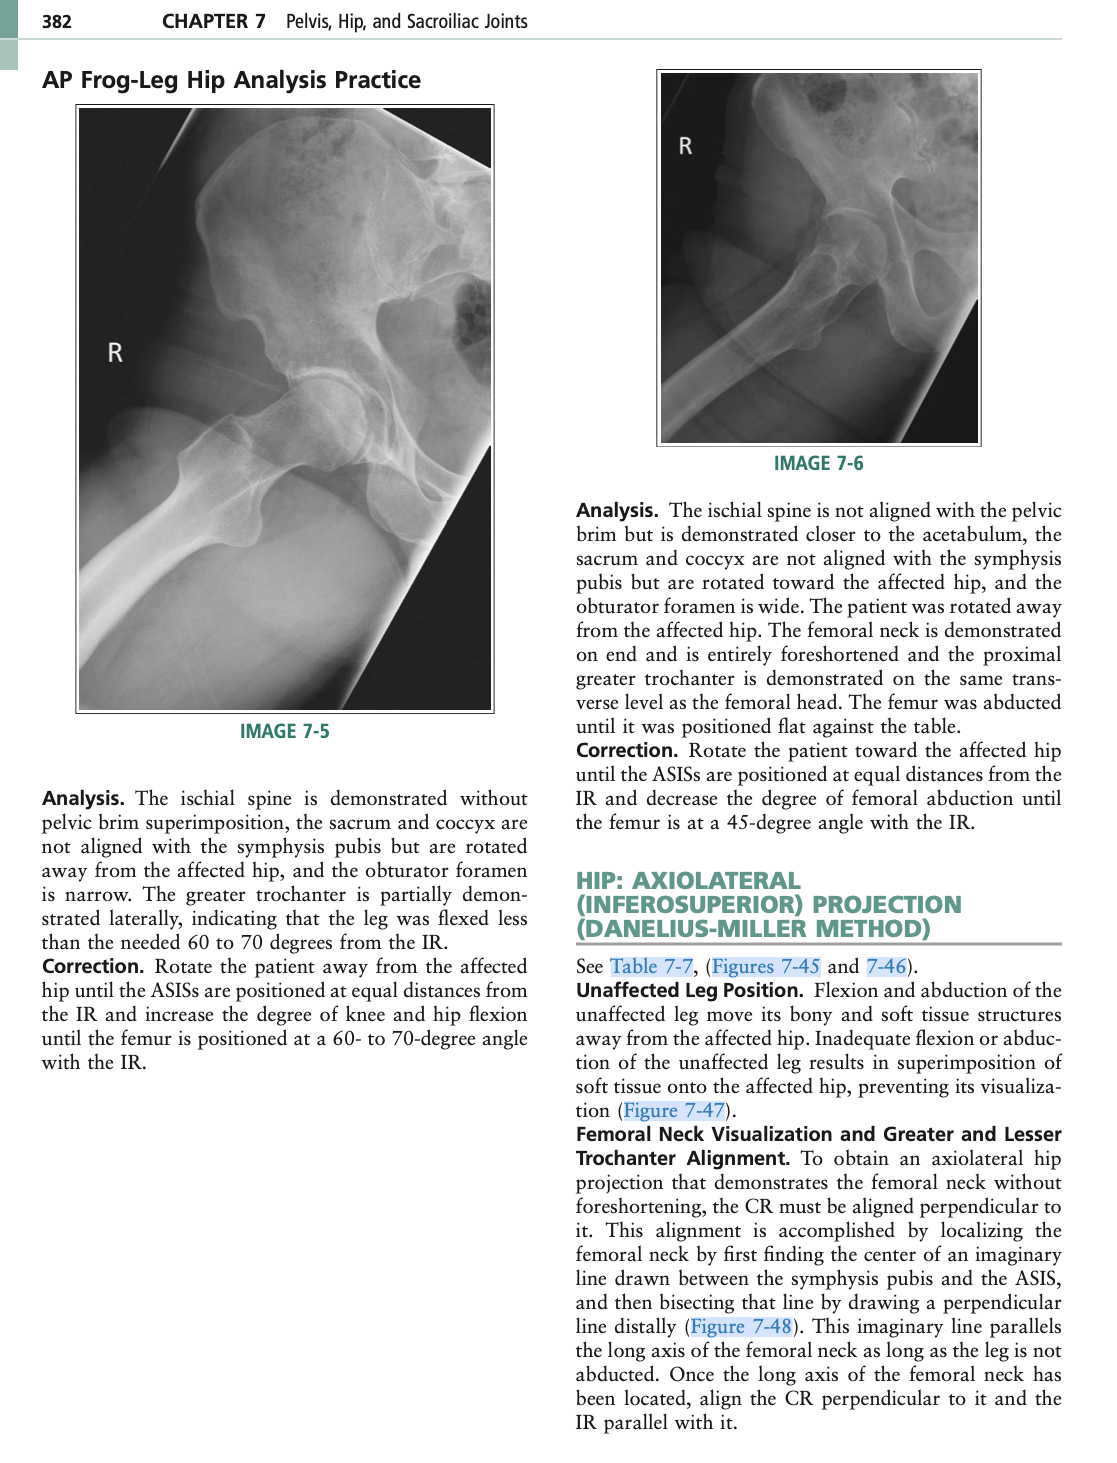 382 CHAPTER 7 Pelvis, Hip, and Sacroiliac Joints
AP Frog-Leg Hip Analysis Practice
R
IMAGE 7-5
Analysis. The ischial spine is demonstrated without
pelvic brim superimposition, the sacrum and coccyx are
not aligned with the symphysis pubis but are rotated
away from the affected hip, and the obturator foramen
is narrow. The greater trochanter is partially demon-
strated laterally, indicating that the leg was flexed less
than the needed 60 to 70 degrees from the IR.
Correction. Rotate the patient away from the affected
hip until the ASISs are positioned at equal distances from
the IR and increase the degree of knee and hip flexion
until the femur is positioned at a 60- to 70-degree angle
with the IR.
R
IMAGE 7-6
Analysis. The ischial spine is not aligned with the pelvic
brim but is demonstrated closer to the acetabulum, the
sacrum and coccyx are not aligned with the symphysis
pubis but are rotated toward the affected hip, and the
obturator foramen is wide. The patient was rotated away
from the affected hip. The femoral neck is demonstrated
on end and is entirely foreshortened and the proximal
greater trochanter is demonstrated on the same trans-
verse level as the femoral head. The femur was abducted
until it was positioned flat against the table.
Correction. Rotate the patient toward the affected hip
until the ASISs are positioned at equal distances from the
IR and decrease the degree of femoral abduction until
the femur is at a 45-degree angle with the IR.
HIP: AXIOLATERAL
(INFEROSUPERIOR) PROJECTION
(DANELIUS-MILLER METHOD)
See Table 7-7, (Figures 7-45 and 7-46).
Unaffected Leg Position. Flexion and abduction of the
unaffected leg move its bony and soft tissue structures
away from the affected hip. Inadequate flexion or abduc-
tion of the unaffected leg results in superimposition of
soft tissue onto the affected hip, preventing its visualiza-
tion (Figure 7-47).
Femoral Neck Visualization and Greater and Lesser
Trochanter Alignment. To obtain an axiolateral hip
projection that demonstrates the femoral neck without
foreshortening, the CR must be aligned perpendicular to
it. This alignment is accomplished by localizing the
femoral neck by first finding the center of an imaginary
line drawn between the symphysis pubis and the ASIS,
and then bisecting that line by drawing a perpendicular
line distally (Figure 7-48). This imaginary line parallels
the long axis of the femoral neck as long as the leg is not
abducted. Once the long axis of the femoral neck has
been located, align the CR perpendicular to it and the
IR parallel with it.